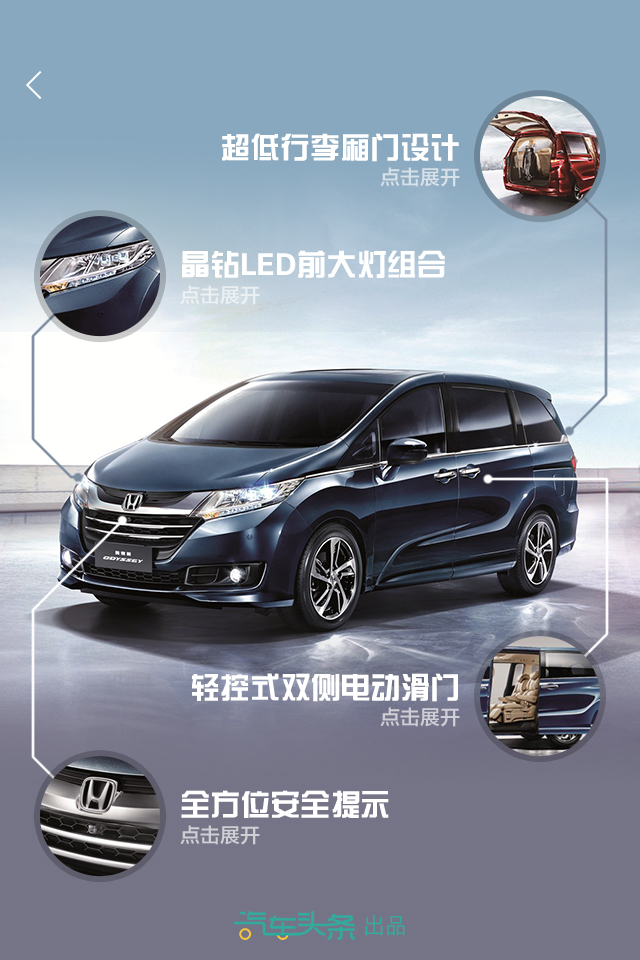 超低行李厢门设计
点击展开
晶钻LED前大灯组合
点击展开
ODYSSEY
轻控式双侧电动滑门
点击展开
全方位安全提示
点击展开
汽车头条 出品